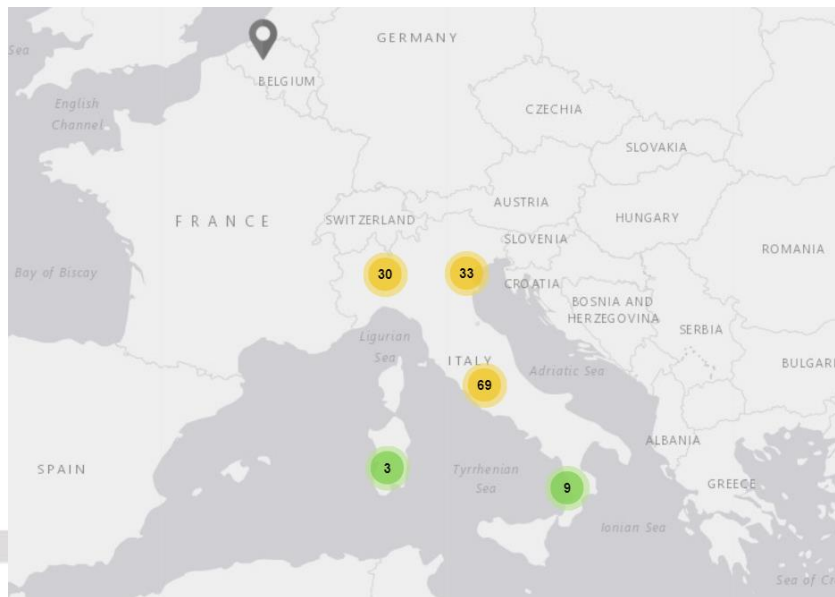 GERMANY
Sea
BELGIUM
English
Channel
CZECHIA
SLOVAKIA
AUSTRIA
FRANCE
SWITZERLAND
HUNGARY
SLOVENIA
ROMANIA
Bay of Biscay
30
33
CROATIA
BOSNIA AND
HERZEGOVINA
SERBIA
Ligurian
Sea
ITALY
BULGARI
Adriatic Sea
69
ALBANIA
SPAIN
3
Tyrrhenian
Sea
9
GREECE
Ionian Sea
Sea of Cr